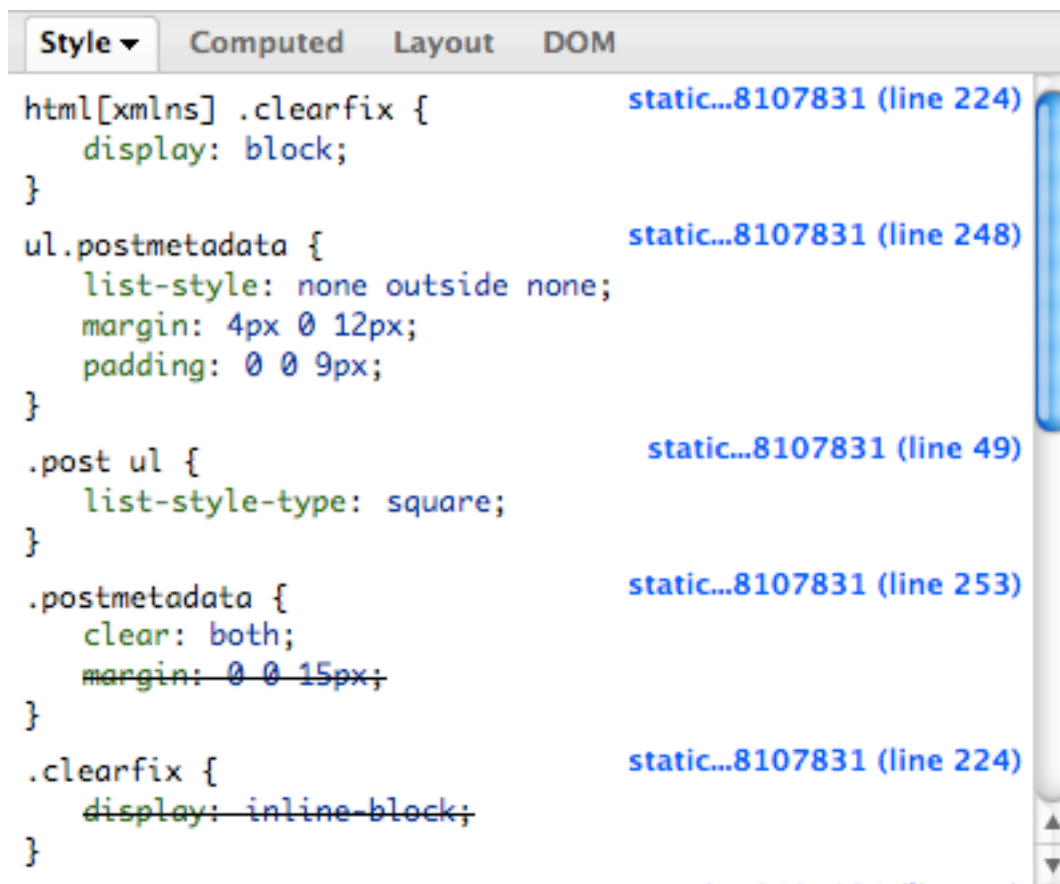 Style Computed Layout DOM
html[xmlns] .clearfix { static...8107831 (line 224)
display: block;
}
ul.postmetadata { static...8107831 (line 248)
list-style: none outside none;
margin: 4px 0 12px;
padding: 0 0 9px;
}
.post ul { static...8107831 (line 49)
list-style-type: square;
}
.postmetadata { static...8107831 (line 253)
clear: both;
margin: 0 0 15px;
}
.clearfix { static...8107831 (line 224)
display: inline-block;
}